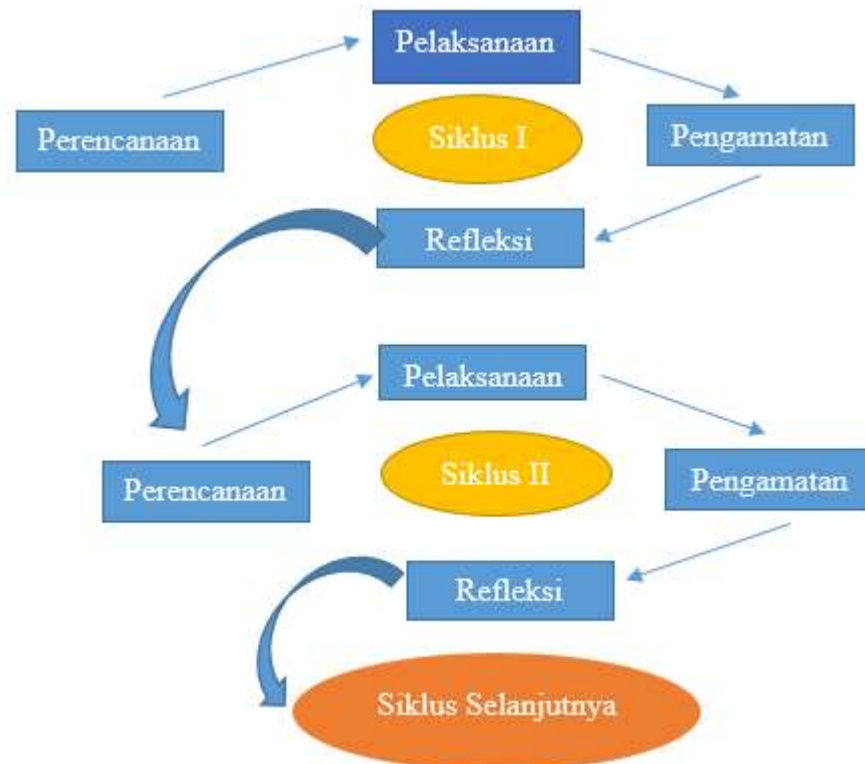 Pelaksanaan
Perencanaan
Siklus I
Pengamatan
Refleksi
Pelaksanaan
Perencanaan
Siklus II
Pengamatan
Refleksi
Siklus Selanjutnya